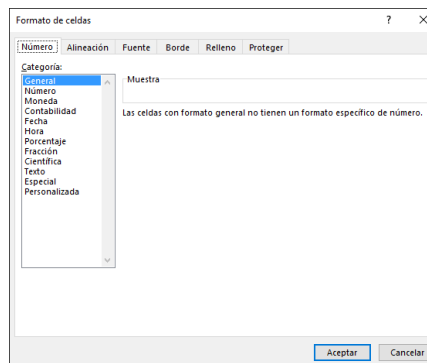 Formato de celdas ? ×
Número Alineación Fuente Borde Relleno Proteger
Categoría:
General
Número
Moneda
Contabilidad
Fecha
Hora
Porcentaje
Fracción
Científica
Texto
Especial
Personalizada
Muestra
Las celdas con formato general no tienen un formato específico de número.
Aceptar Cancelar